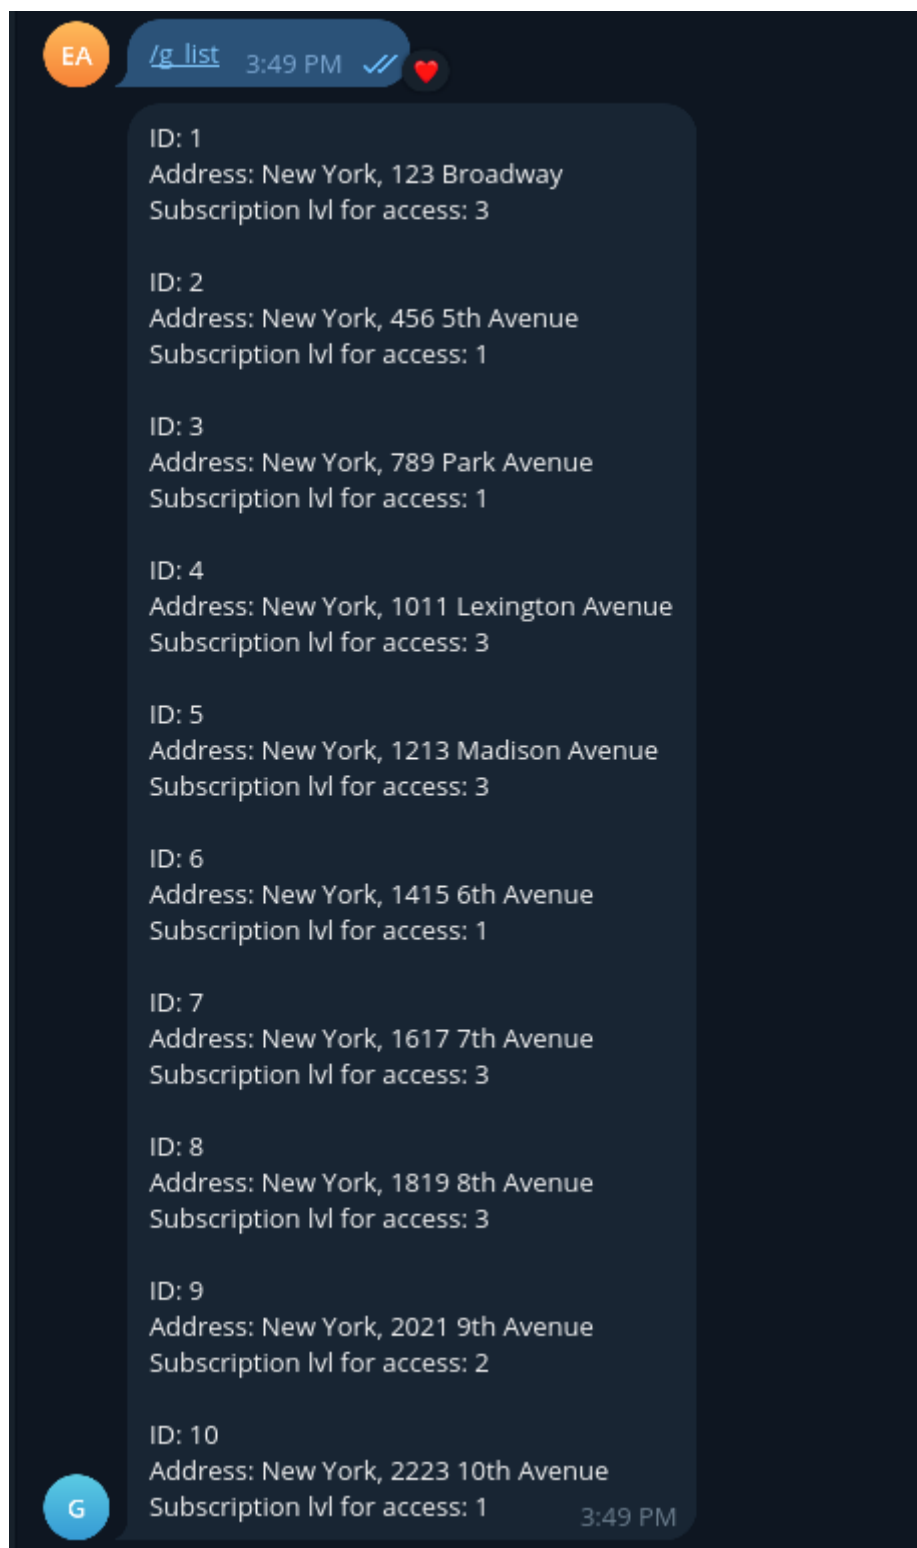 EA
/g_list 3:49 PM
ID: 1
Address: New York, 123 Broadway
Subscription lvl for access: 3
ID: 2
Address: New York, 456 5th Avenue
Subscription lvl for access: 1
ID: 3
Address: New York, 789 Park Avenue
Subscription lvl for access: 1
ID: 4
Address: New York, 1011 Lexington Avenue
Subscription lvl for access: 3
ID: 5
Address: New York, 1213 Madison Avenue
Subscription lvl for access: 3
ID: 6
Address: New York, 1415 6th Avenue
Subscription lvl for access: 1
ID: 7
Address: New York, 1617 7th Avenue
Subscription lvl for access: 3
ID: 8
Address: New York, 1819 8th Avenue
Subscription lvl for access: 3
ID: 9
Address: New York, 2021 9th Avenue
Subscription lvl for access: 2
ID: 10
Address: New York, 2223 10th Avenue
Subscription lvl for access: 1
3:49 PM
G